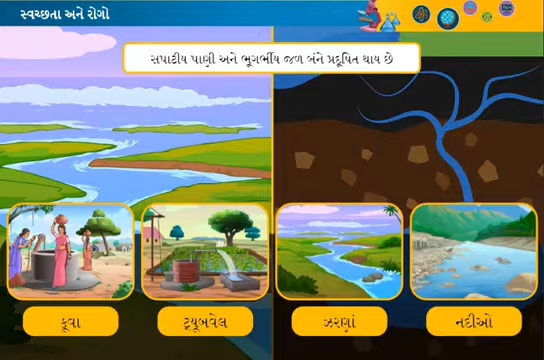 સ્વચ્છતા અને રોગો
સપાટીય પાણી અને ભૂગર્ભીય જળ બંને પ્રદૂષિત થાય છે
કૂવા
ટ્યૂબવેલ
ઝરણાં
નદીઓ